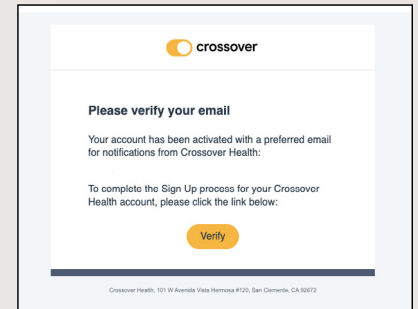 crossover
Please verify your email
Your account has been activated with a preferred email
for notifications from Crossover Health:
To complete the Sign Up process for your Crossover
Health account, please click the link below:
Verify
Crossover Health, 101 W Avenida Vista Hermosa #120, San Clemente, CA 92672